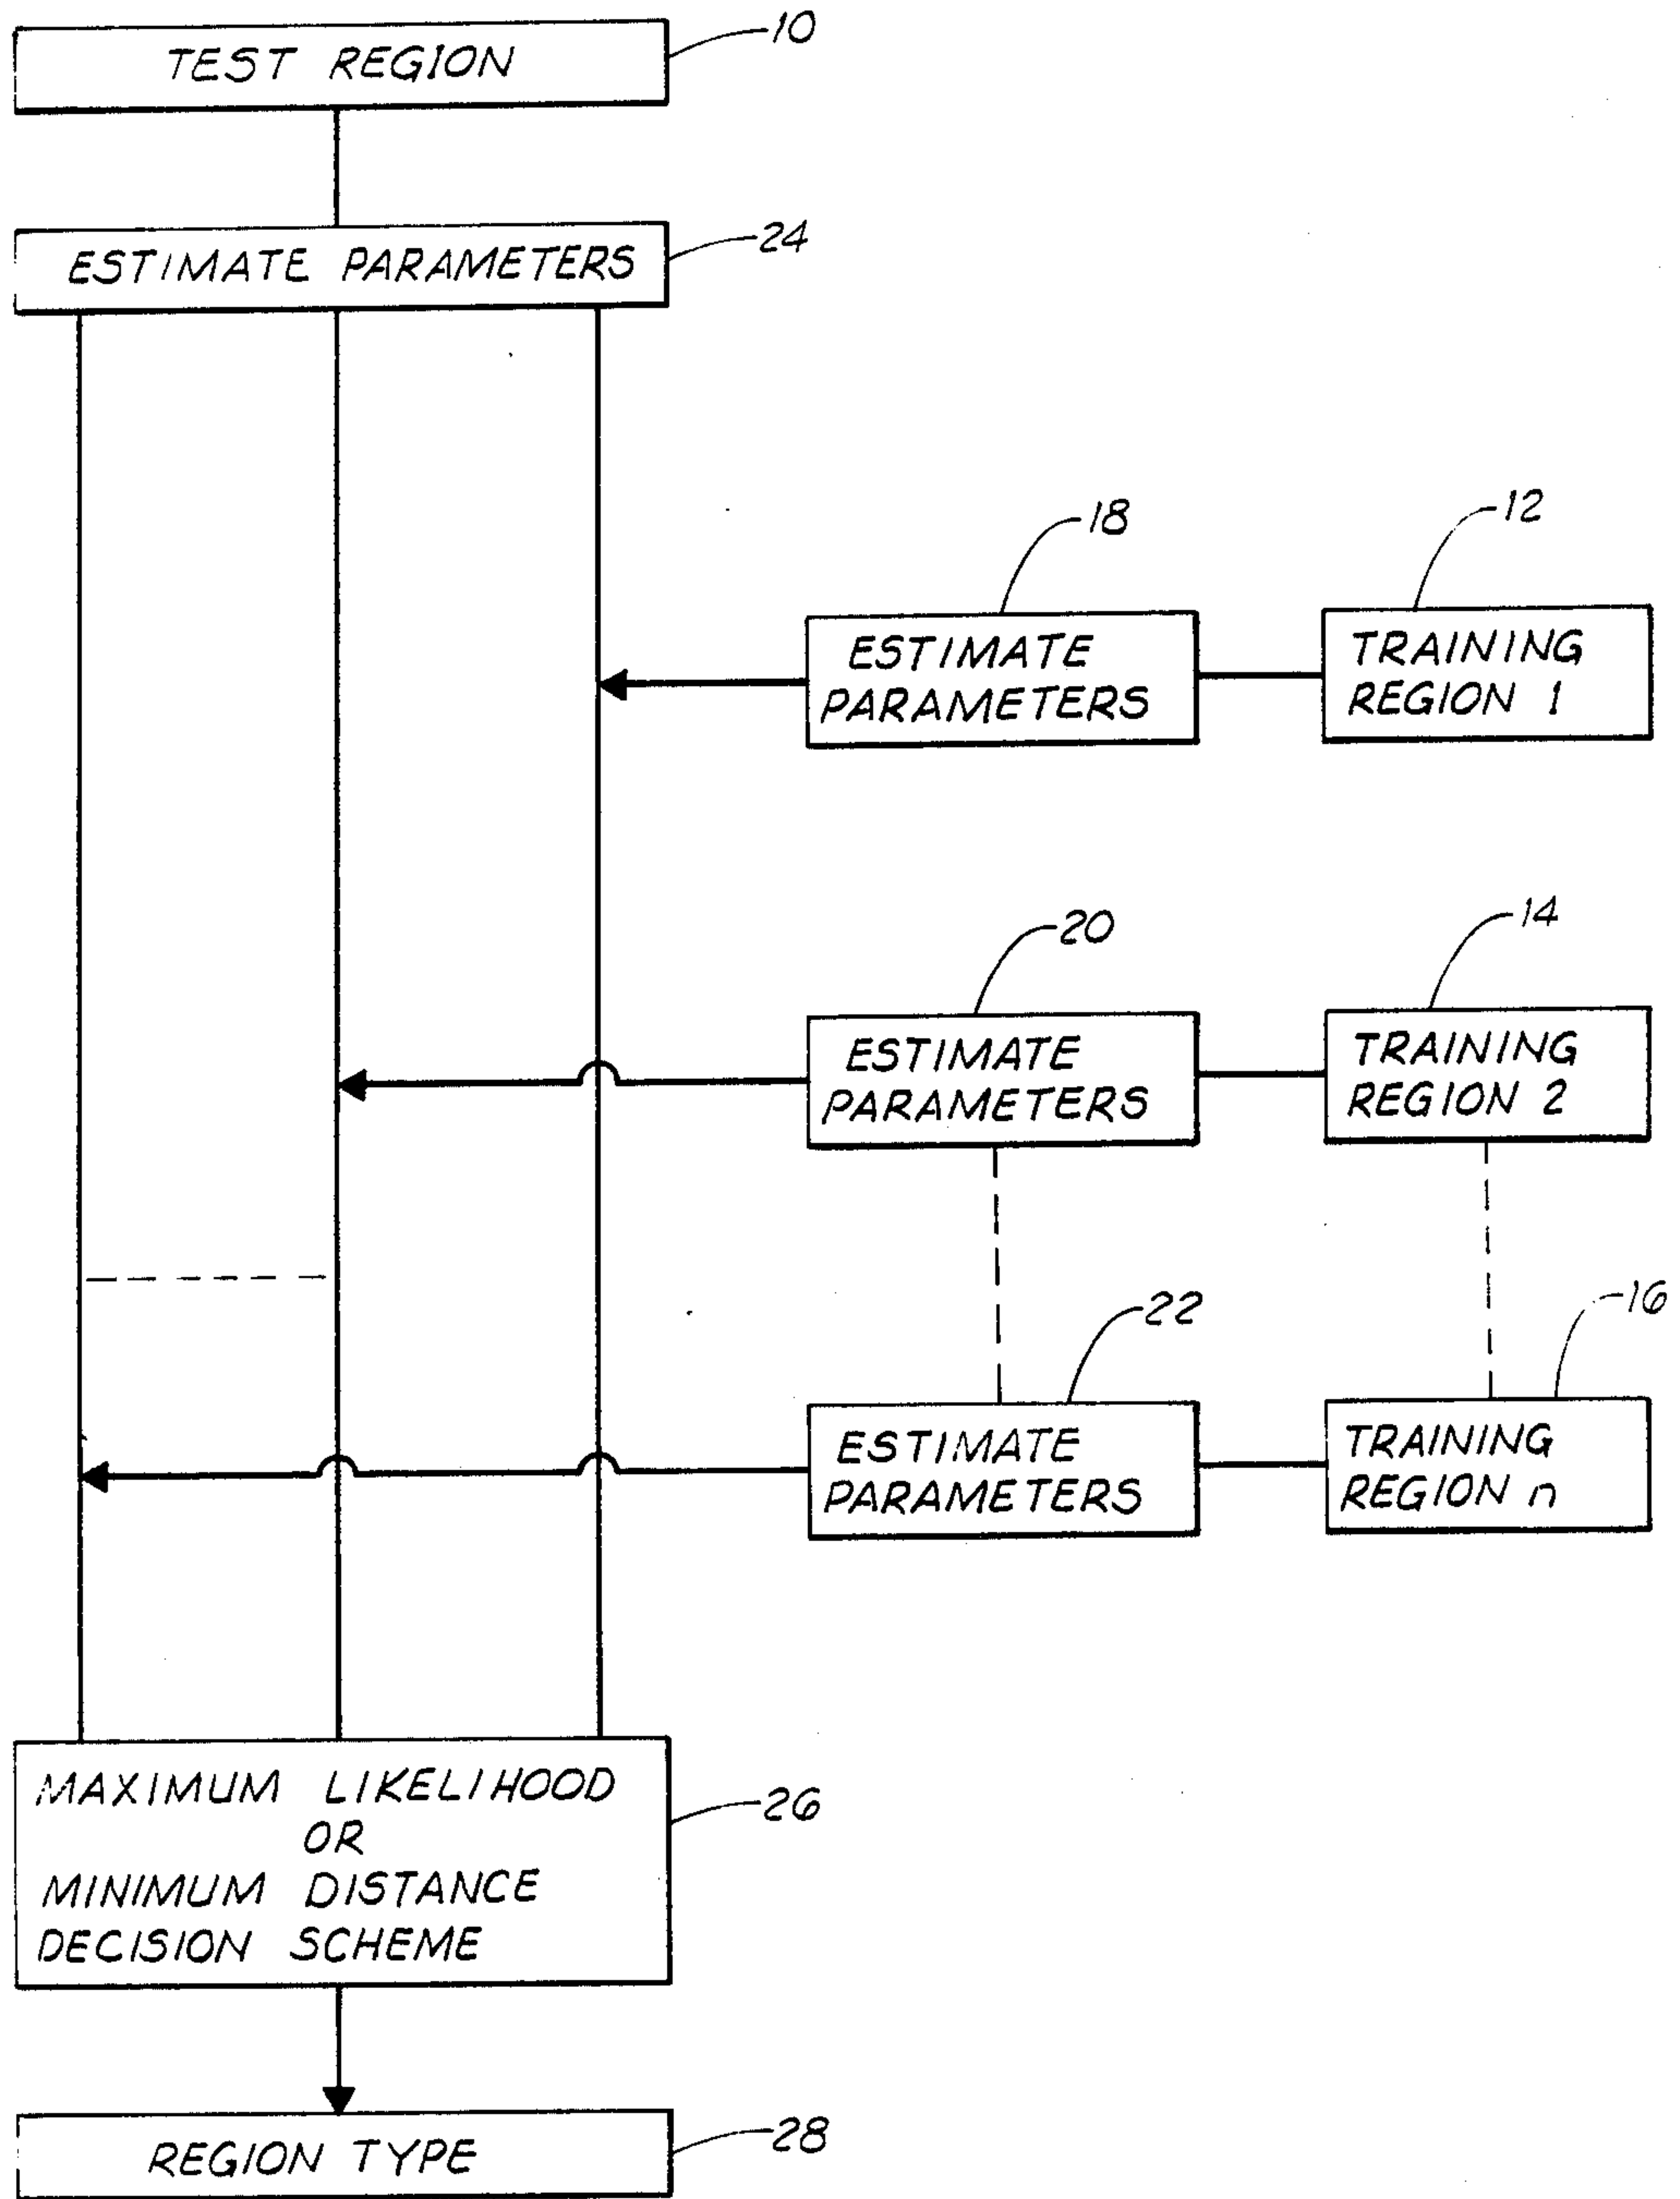 TEST REGION
10
ESTIMATE PARAMETERS
24
18
12
ESTIMATE
PARAMETERS
TRAINING
REGION 1
20
14
ESTIMATE
PARAMETERS
TRAINING
REGION 2
22
16
ESTIMATE
PARAMETERS
TRAINING
REGION n
MAXIMUM LIKELIHOOD
OR
MINIMUM DISTANCE
DECISION SCHEME
26
REGION TYPE
28